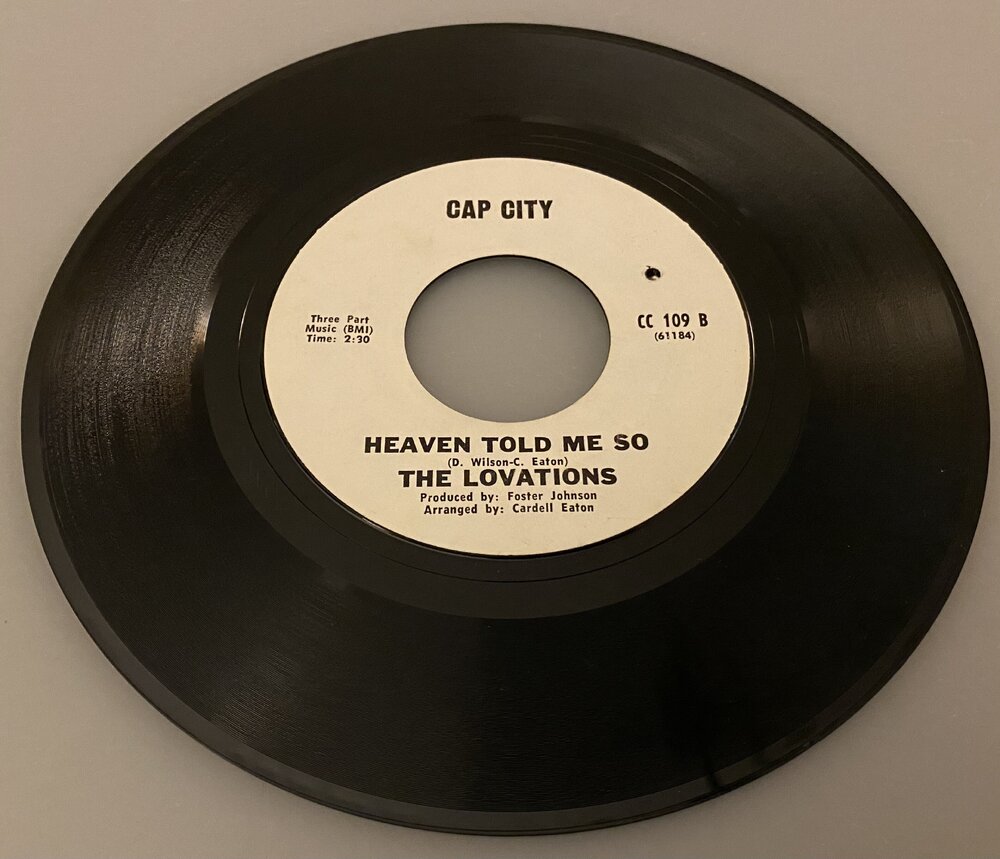 CAP CITY
Three Part
Music (BMI)
Time: 2:30
CC 109 B
(61184)
HEAVEN TOLD ME SO
(D. Wilson-C. Eaton)
THE LOVATIONS
Produced by: Foster Johnson
Arranged by: Cardell Eaton